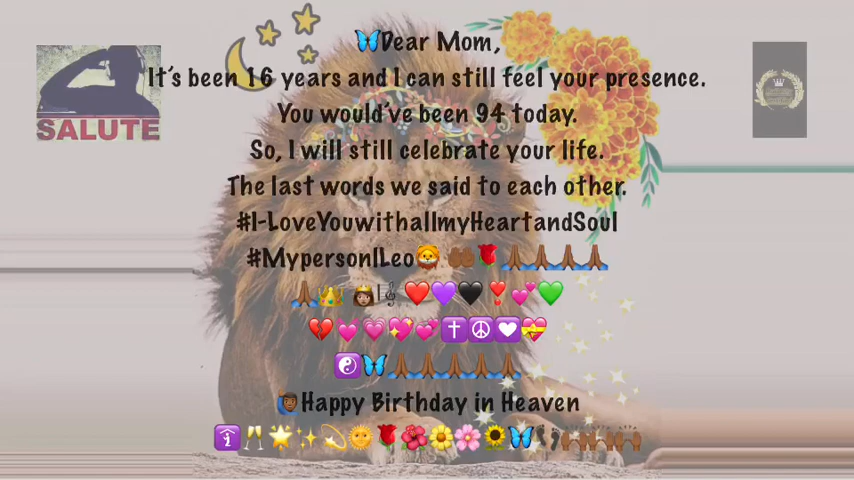 🦋Dear Mom,
It's been 16 years and I can still feel your presence.
You would've been 94 today.
So, I will still celebrate your life.
The last words we said to each other.
#I-LoveYouwithallmyHeartandSoul
#MypersonlLeo🦁🤲🏾🌹🙏🏾🙏🏾🙏🏾🙏🏾
🙏🏾👑👸🏽🎼❤️💜🖤❣️💕💚
💔💓💗💖💕✝️☮️💟💝
☯️🦋🙏🏾🙏🏾🙏🏾🙏🏾🙏🏾
🙋🏾‍♂️Happy Birthday in Heaven
🛐🥂🌟✨💫🌞🌹🌺🌼🌸🌻🦋👣🙌🏾🙌🏾🙌🏾
SALUTE